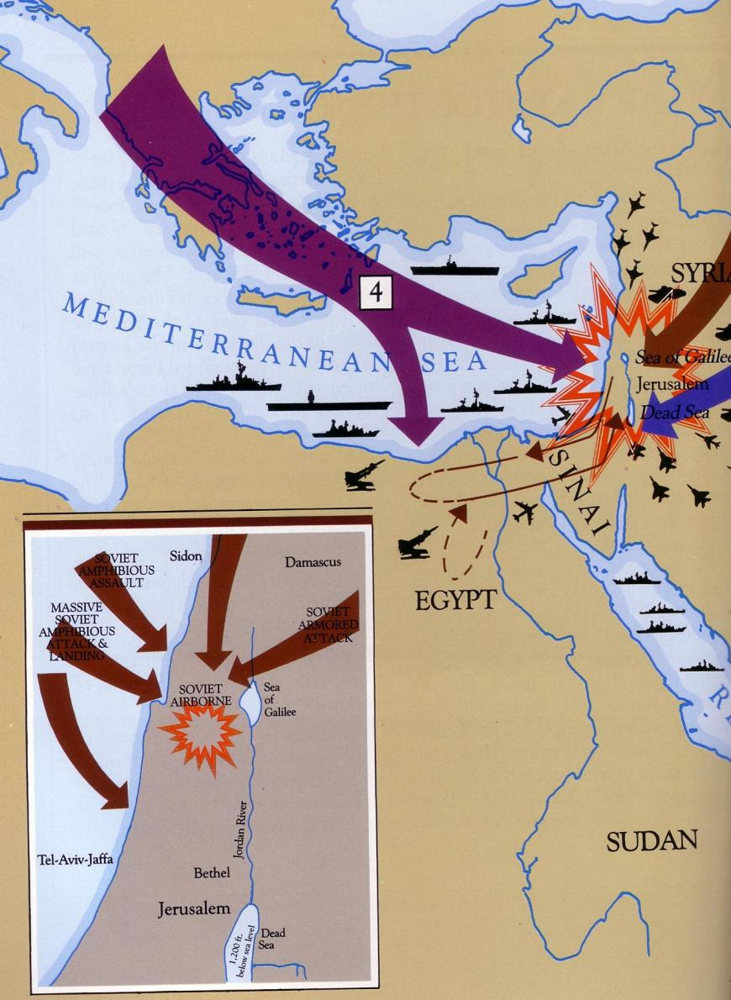 4
SYRIA
MEDITERRANEAN SEA
Sea of Galilee
Jerusalem
Dead Sea
SINAI
EGYPT
SUDAN
R
SOVIET
AMPHIBIOUS
ASSAULT
Sidon
Damascus
MASSIVE
SOVIET
AMPHIBIOUS
ATTACK &
LANDING
SOVIET
ARMORED
ATTACK
SOVIET
AIRBORNE
Sea
of
Galilee
Jordan River
Tel-Aviv-Jaffa
Bethel
Jerusalem
1,200 ft.
below sea level
Dead
Sea